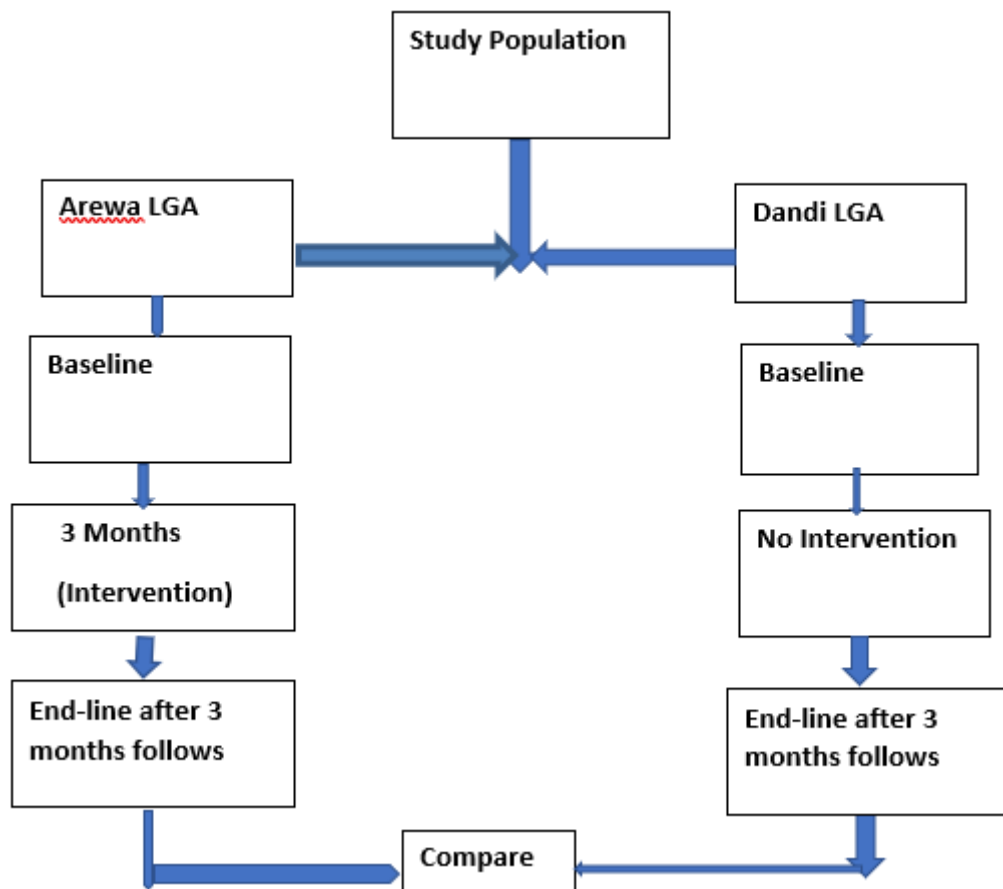 Study Population
Arewa LGA
Dandi LGA
Baseline
Baseline
3 Months
(Intervention)
No Intervention
End-line after 3
months follows
End-line after 3
months follows
Compare